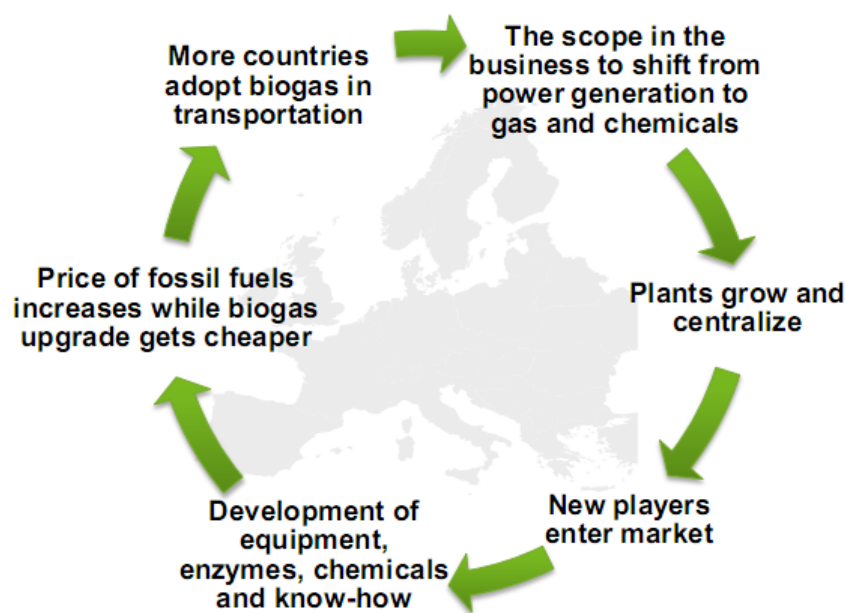 More countries
adopt biogas in
transportation
The scope in the
business to shift from
power generation to
gas and chemicals
Plants grow and
centralize
New players
enter market
Development of
equipment,
enzymes, chemicals
and know-how
Price of fossil fuels
increases while biogas
upgrade gets cheaper